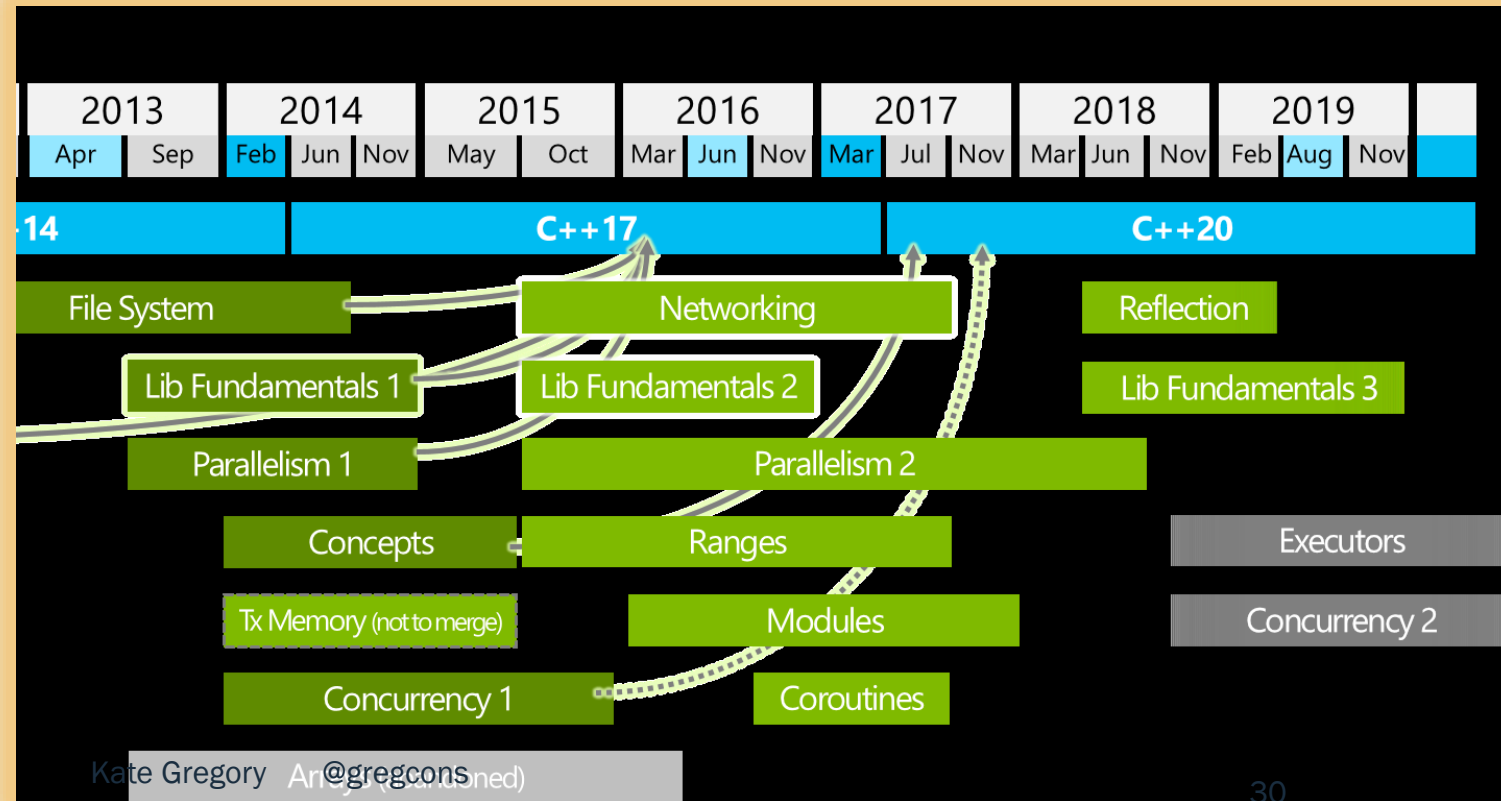 2013 2014 2015 2016 2017 2018 2019
Apr Sep Feb Jun Nov May Oct Mar Jun Nov Mar Jul Nov Mar Jun Nov Feb Aug Nov
14 C++17 C++20
File System Networking Reflection
Lib Fundamentals 1 Lib Fundamentals 2 Lib Fundamentals 3
Parallelism 1 Parallelism 2
Concepts Ranges Executors
Tx Memory (not to merge) Modules Concurrency 2
Concurrency 1 Coroutines
Kate Gregory @gregcons
30